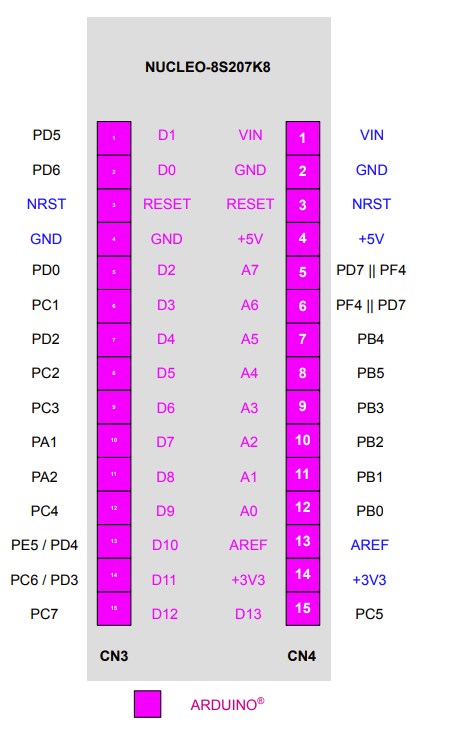 NUCLEO-8S207K8
PD5 1 D1 VIN 1 VIN
PD6 2 D0 GND 2 GND
NRST 3 RESET RESET 3 NRST
GND 4 GND +5V 4 +5V
PD0 5 D2 A7 5 PD7 || PF4
PC1 6 D3 A6 6 PF4 || PD7
PD2 7 D4 A5 7 PB4
PC2 8 D5 A4 8 PB5
PC3 9 D6 A3 9 PB3
PA1 10 D7 A2 10 PB2
PA2 11 D8 A1 11 PB1
PC4 12 D9 A0 12 PB0
PE5 / PD4 13 D10 AREF 13 AREF
PC6 / PD3 14 D11 +3V3 14 +3V3
PC7 15 D12 D13 15 PC5
CN3 CN4
ARDUINO®